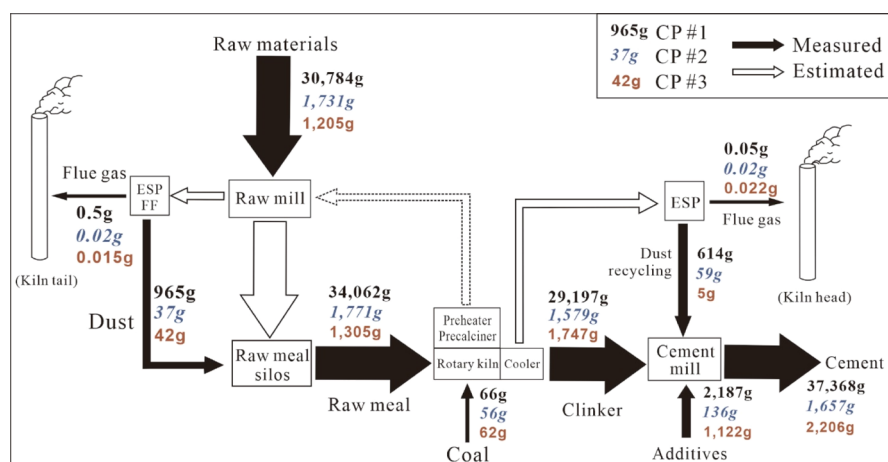 Raw materials
30,784g
1,731g
1,205g
965g CP #1
37g CP #2
42g CP #3
Measured
Estimated
Flue gas
0.5g
0.02g
0.015g
(Kiln tail)
ESP
FF
Raw mill
ESP
0.05g
0.02g
0.022g
Flue gas
(Kiln head)
Dust
recycling
614g
59g
5g
Dust
965g
37g
42g
Raw meal
silos
34,062g
1,771g
1,305g
Raw meal
Preheater
Precalciner
Rotary kiln
Cooler
66g
56g
62g
Coal
29,197g
1,579g
1,747g
Clinker
Cement
mill
2,187g
136g
1,122g
Additives
Cement
37,368g
1,657g
2,206g